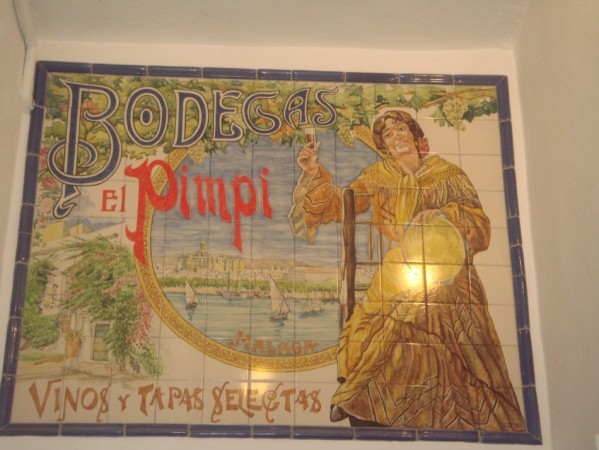 BODEGAS
El Pimpi
MALAGA
VINOS Y TAPAS SELECTAS